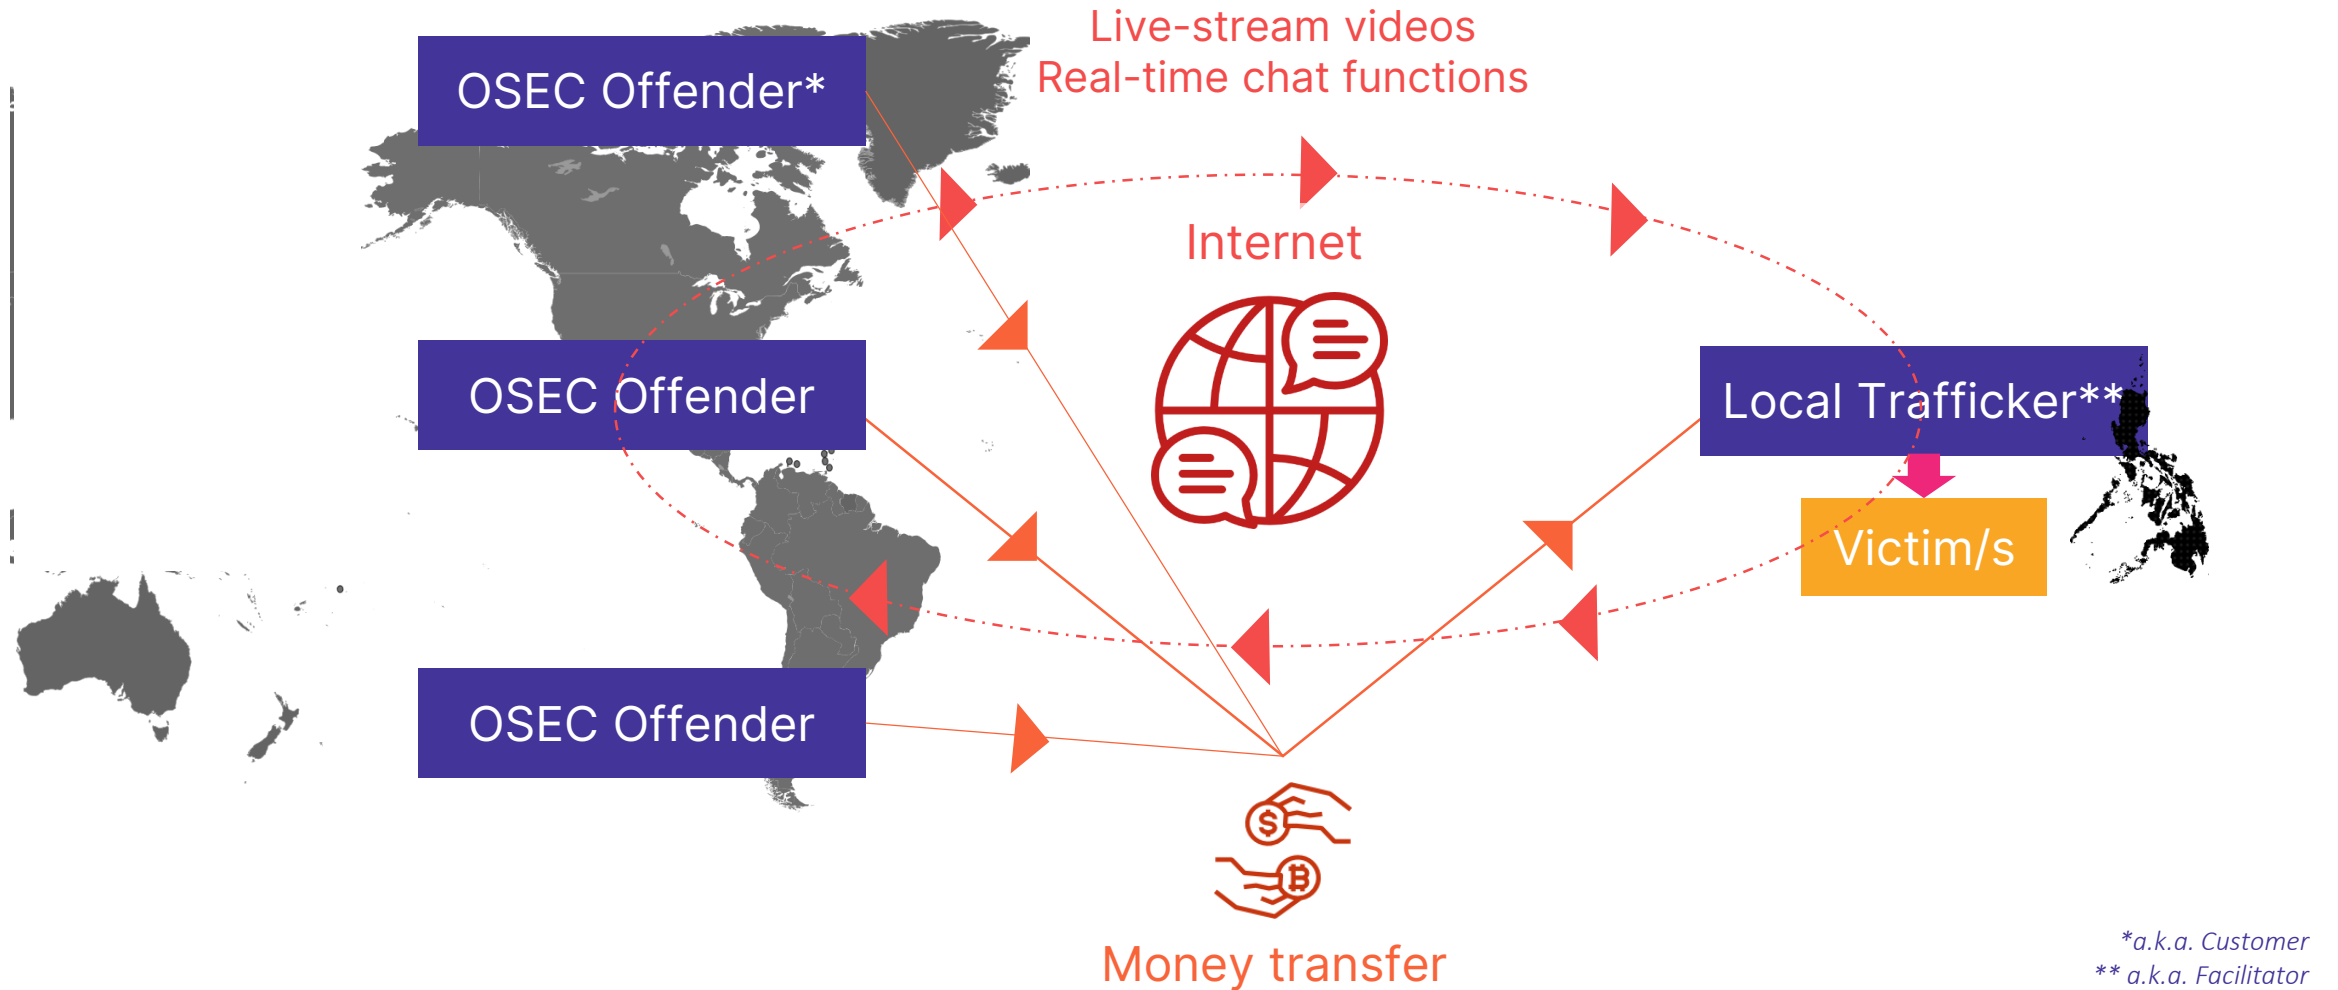 Live-stream videos
Real-time chat functions
OSEC Offender*
Internet
OSEC Offender
Local Trafficker**
Victim/s
OSEC Offender
Money transfer
*a.k.a. Customer
** a.k.a. Facilitator